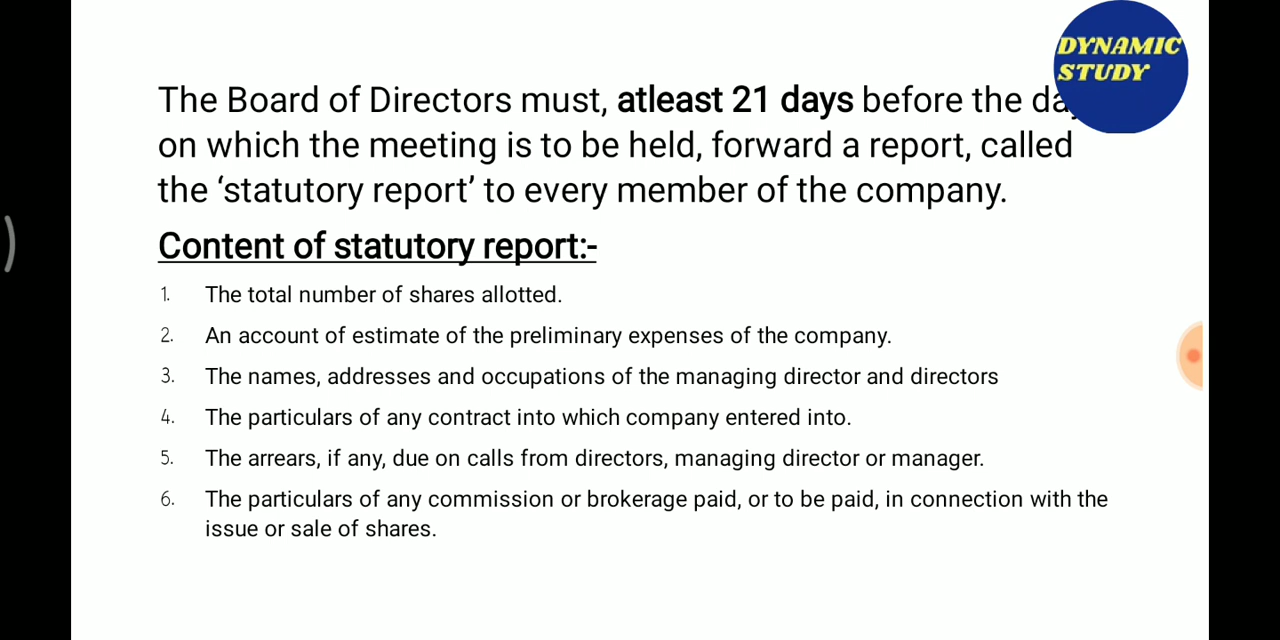 DYNAMIC
STUDY
The Board of Directors must, atleast 21 days before the
on which the meeting is to be held, forward a report, called
the ‘statutory report’ to every member of the company.
Content of statutory report:-
1. The total number of shares allotted.
2. An account of estimate of the preliminary expenses of the company.
3. The names, addresses and occupations of the managing director and directors
4. The particulars of any contract into which company entered into.
5. The arrears, if any, due on calls from directors, managing director or manager.
6. The particulars of any commission or brokerage paid, or to be paid, in connection with the
issue or sale of shares.